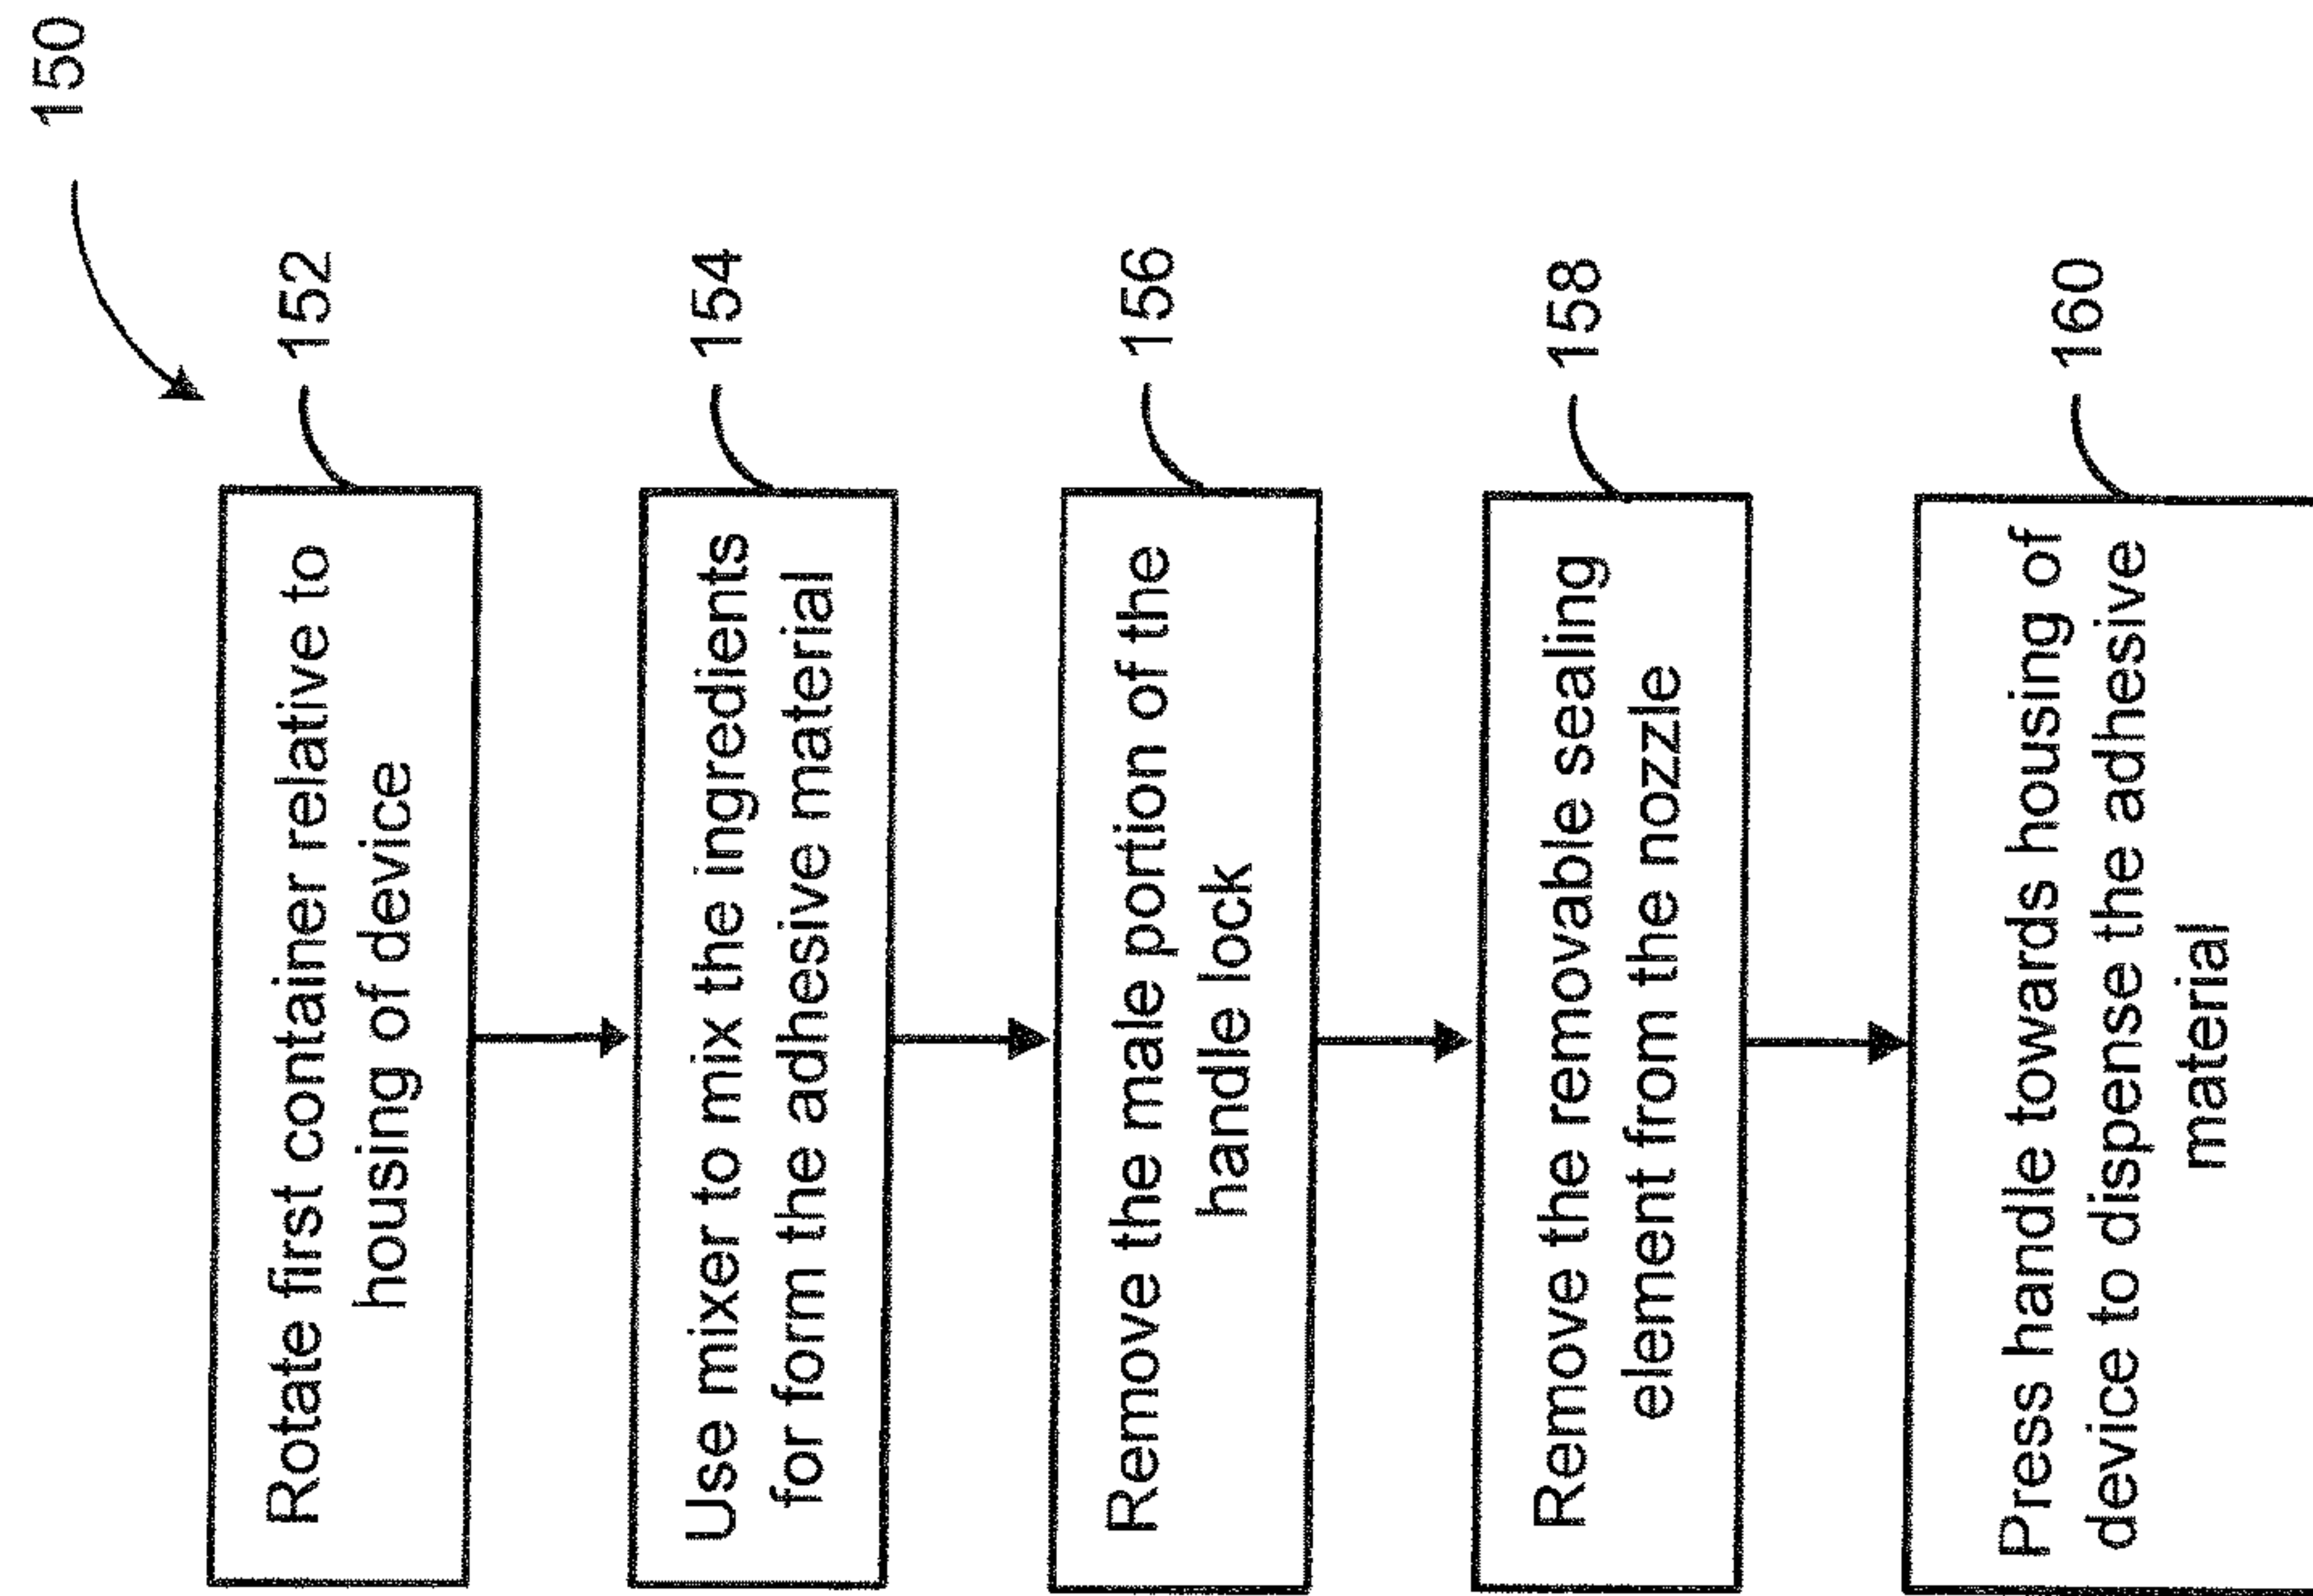 150
Rotate first container relative to
housing of device
152
Use mixer to mix the ingredients
for form the adhesive material
154
Remove the male portion of the
handle lock
156
Remove the removable sealing
element from the nozzle
158
Press handle towards housing of
device to dispense the adhesive
material
160